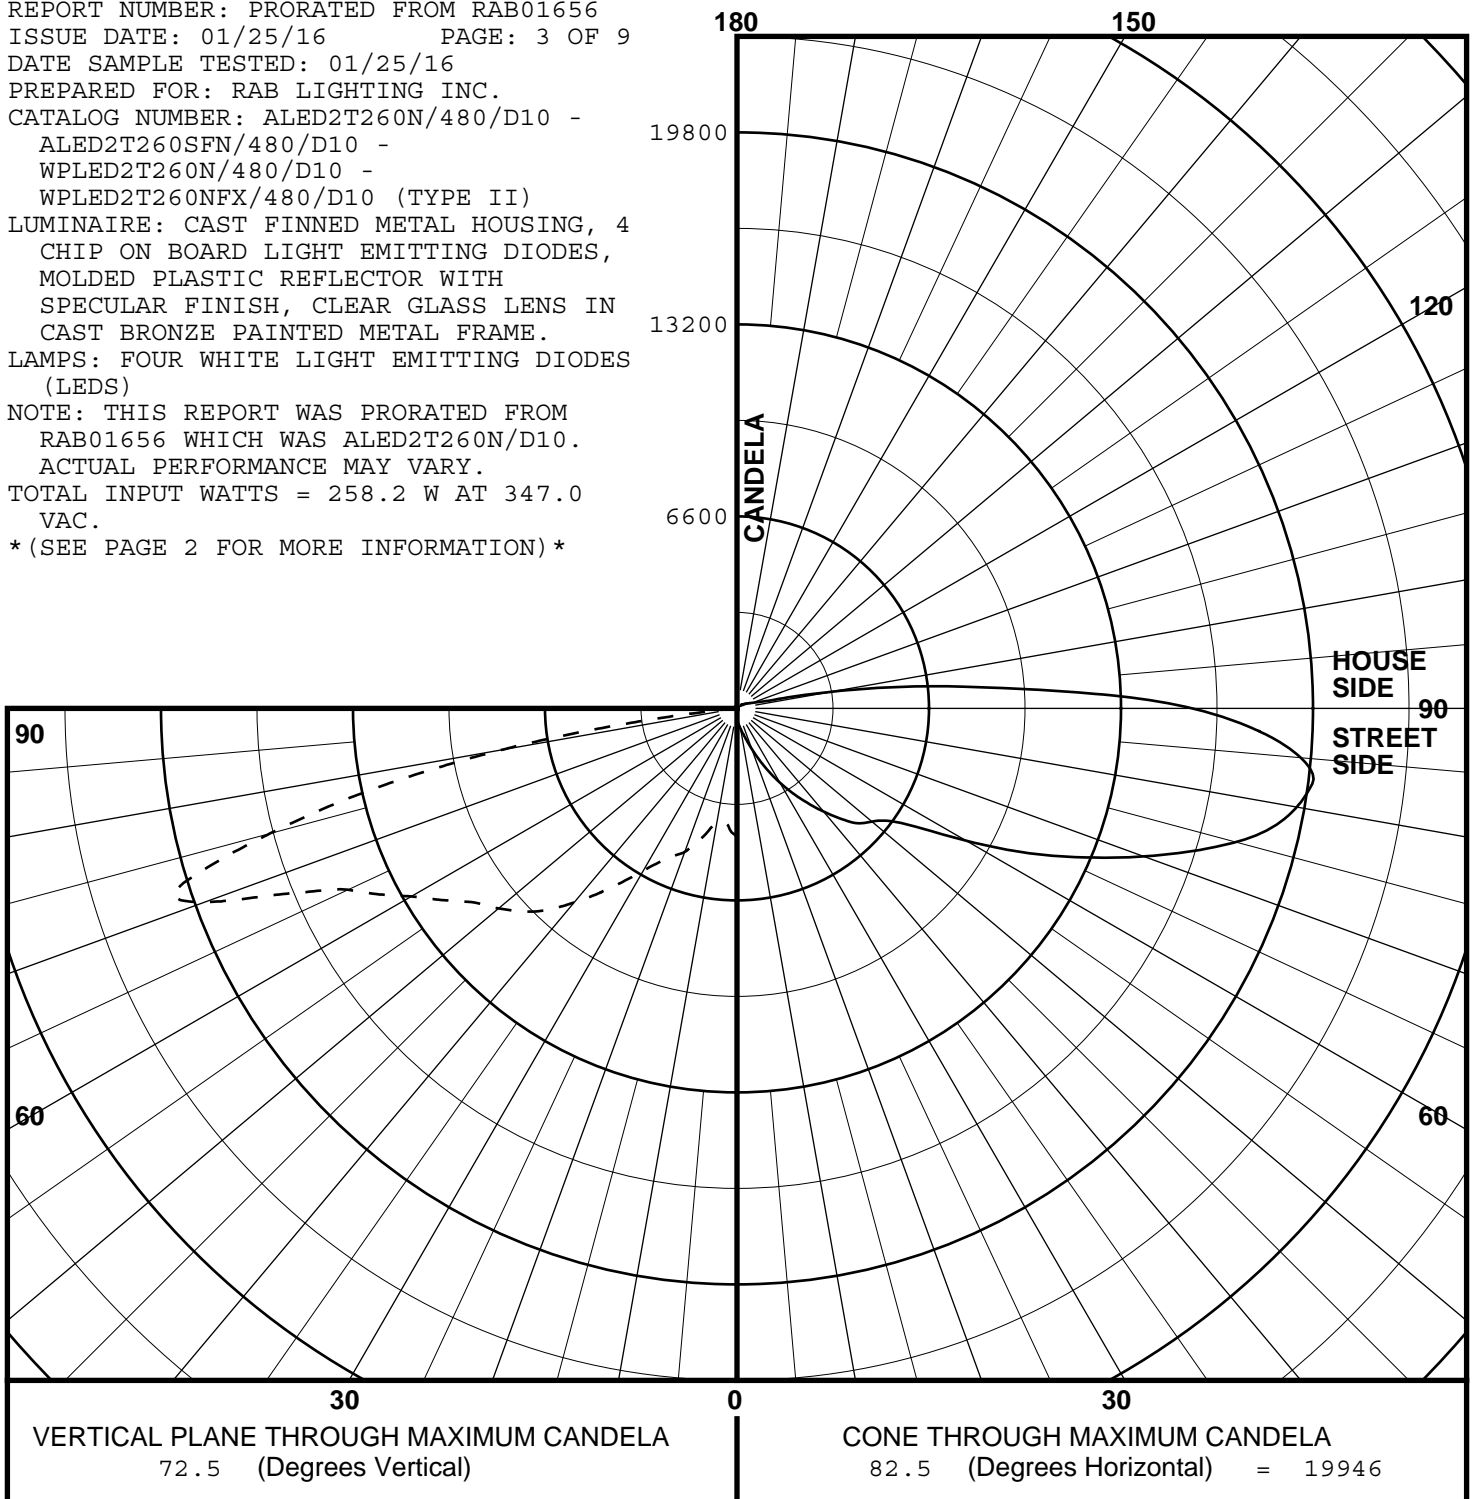 REPORT NUMBER: PRORATED FROM RAB01656
ISSUE DATE: 01/25/16 PAGE: 3 OF 9
DATE SAMPLE TESTED: 01/25/16
PREPARED FOR: RAB LIGHTING INC.
CATALOG NUMBER: ALED2T260N/480/D10 -
ALED2T260SFN/480/D10 -
WPLED2T260N/480/D10 -
WPLED2T260NFX/480/D10 (TYPE II)
LUMINAIRE: CAST FINNED METAL HOUSING, 4
CHIP ON BOARD LIGHT EMITTING DIODES,
MOLDED PLASTIC REFLECTOR WITH
SPECULAR FINISH, CLEAR GLASS LENS IN
CAST BRONZE PAINTED METAL FRAME.
LAMPS: FOUR WHITE LIGHT EMITTING DIODES
(LEDS)
NOTE: THIS REPORT WAS PRORATED FROM
RAB01656 WHICH WAS ALED2T260N/D10.
ACTUAL PERFORMANCE MAY VARY.
TOTAL INPUT WATTS = 258.2 W AT 347.0
VAC.
*(SEE PAGE 2 FOR MORE INFORMATION)*
180
150
19800
120
13200
CANDELA
6600
HOUSE
SIDE
90
STREET
SIDE
90
60
60
30
0
30
VERTICAL PLANE THROUGH MAXIMUM CANDELA
72.5 (Degrees Vertical)
CONE THROUGH MAXIMUM CANDELA
82.5 (Degrees Horizontal) = 19946